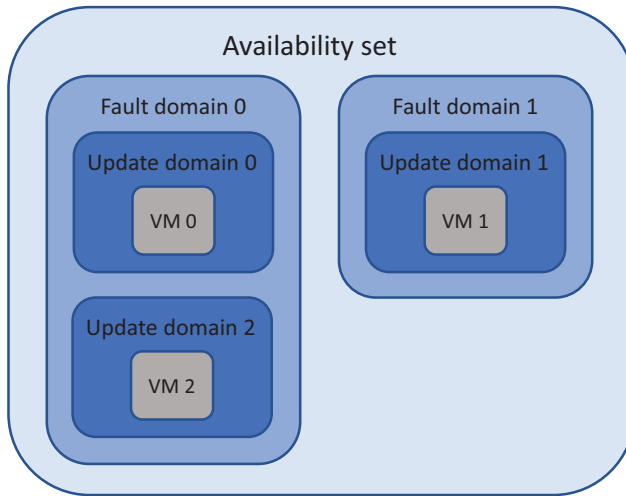 Availability set
Fault domain 0
Update domain 0
VM 0
Update domain 2
VM 2
Fault domain 1
Update domain 1
VM 1